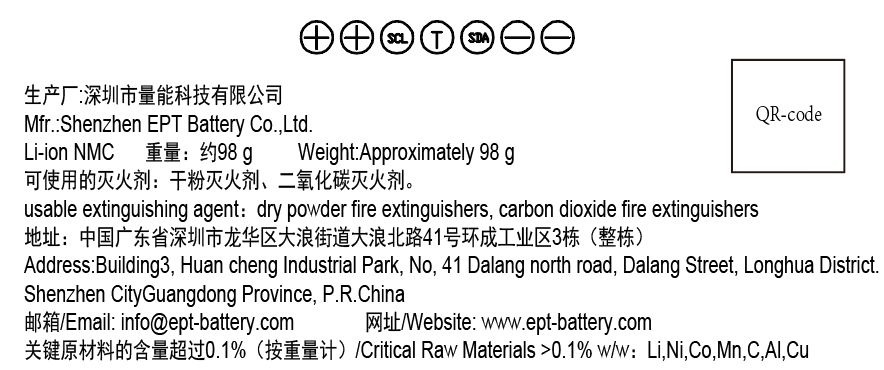 + + SCL T SDA − −
QR-code
生产厂:深圳市量能科技有限公司
Mfr.:Shenzhen EPT Battery Co.,Ltd.
Li-ion NMC 重量：约98 g Weight:Approximately 98 g
可使用的灭火剂：干粉灭火剂、二氧化碳灭火剂。
usable extinguishing agent：dry powder fire extinguishers, carbon dioxide fire extinguishers
地址：中国广东省深圳市龙华区大浪街道大浪北路41号环成工业区3栋（整栋）
Address:Building3, Huan cheng Industrial Park, No, 41 Dalang north road, Dalang Street, Longhua District.
Shenzhen CityGuangdong Province, P.R.China
邮箱/Email: info@ept-battery.com 网址/Website: www.ept-battery.com
关键原材料的含量超过0.1%（按重量计）/Critical Raw Materials >0.1% w/w：Li,Ni,Co,Mn,C,Al,Cu